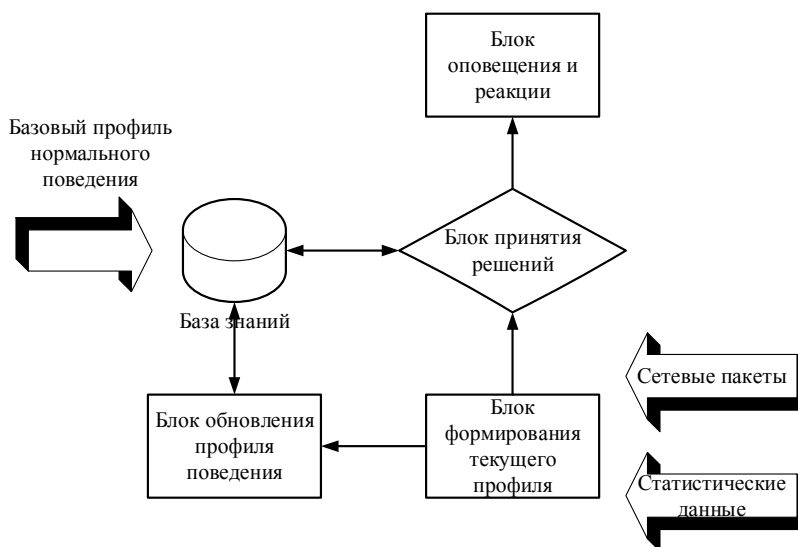 Блок
оповещения и
реакции
Базовый профиль
нормального
поведения
Блок принятия
решений
База знаний
Сетевые пакеты
Блок обновления
профиля
поведения
Блок
формирования
текущего
профиля
Статистические
данные